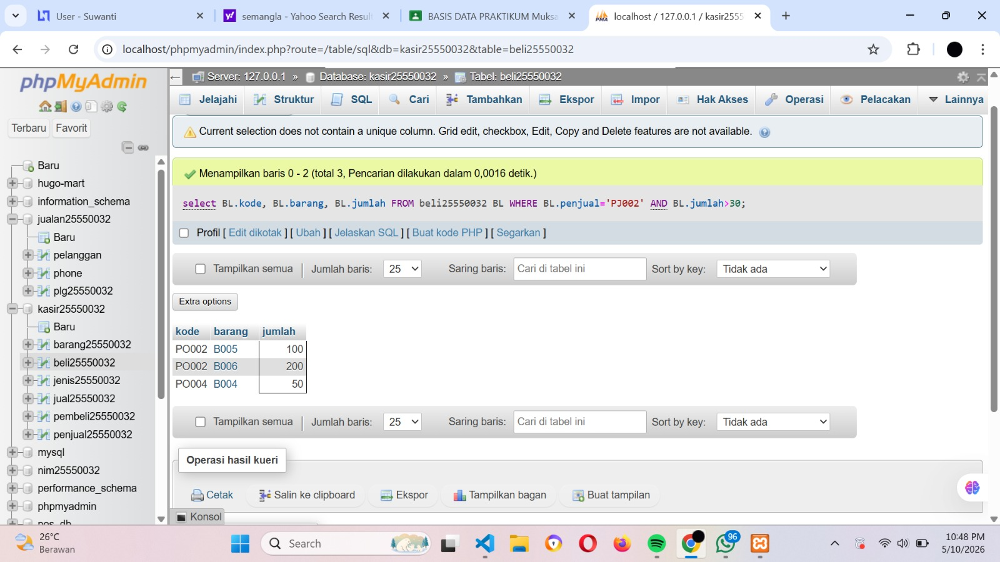 User - Suwanti
semangla - Yahoo Search Result
BASIS DATA PRAKTIKUM Muksa
localhost / 127.0.0.1 / kasir2555
localhost/phpmyadmin/index.php?route=/table/sql&db=kasir25550032&table=beli25550032
phpMyAdmin
Terbaru
Favorit
Baru
hugo-mart
information_schema
jualan25550032
Baru
pelanggan
phone
plg25550032
kasir25550032
Baru
barang25550032
beli25550032
jenis25550032
jual25550032
pembeli25550032
penjual25550032
mysql
nim25550032
performance_schema
phpmyadmin
pos_db
Server: 127.0.0.1 » Database: kasir25550032 » Tabel: beli25550032
Jelajahi Struktur SQL Cari Tambahkan Ekspor Impor Hak Akses Operasi Pelacakan Lainnya
Current selection does not contain a unique column. Grid edit, checkbox, Edit, Copy and Delete features are not available.
Menampilkan baris 0 - 2 (total 3, Pencarian dilakukan dalam 0,0016 detik.)
select BL.kode, BL.barang, BL.jumlah FROM beli25550032 BL WHERE BL.penjual='PJ002' AND BL.jumlah>30;
Profil [ Edit dikotak ] [ Ubah ] [ Jelaskan SQL ] [ Buat kode PHP ] [ Segarkan ]
Tampilkan semua | Jumlah baris: 25 Saring baris: Cari di tabel ini Sort by key: Tidak ada
Extra options
kode barang jumlah
PO002 B005 100
PO002 B006 200
PO004 B004 50
Tampilkan semua | Jumlah baris: 25 Saring baris: Cari di tabel ini Sort by key: Tidak ada
Operasi hasil kueri
Cetak Salin ke clipboard Ekspor Tampilkan bagan Buat tampilan
Konsol
26°C
Berawan
Search
96
10:48 PM
5/10/2026